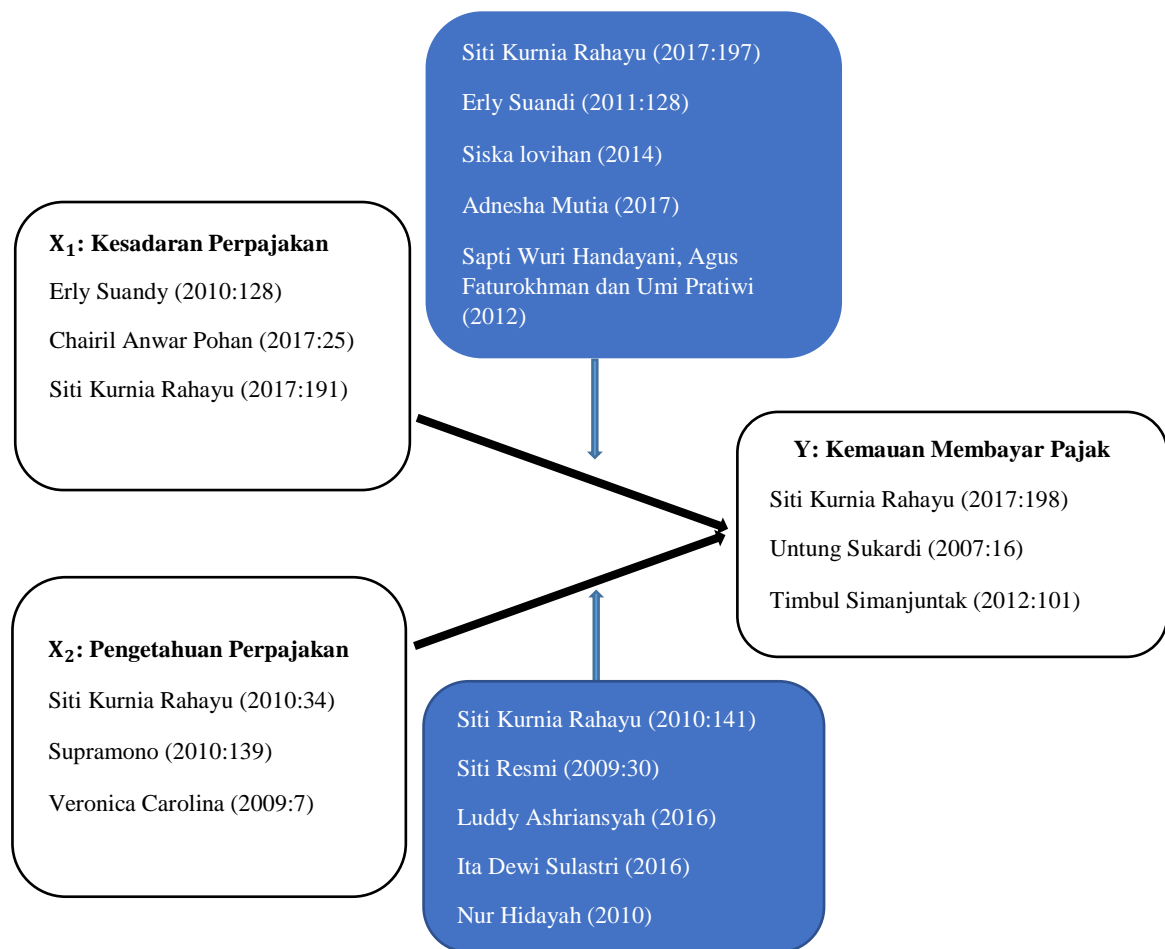 Siti Kurnia Rahayu (2017:197)
Erly Suandi (2011:128)
Siska lovihan (2014)
Adnesha Mutia (2017)
Sapti Wuri Handayani, Agus
Faturokhman dan Umi Pratiwi
(2012)
X₁: Kesadaran Perpajakan
Erly Suandy (2010:128)
Chairil Anwar Pohan (2017:25)
Siti Kurnia Rahayu (2017:191)
Y: Kemauan Membayar Pajak
Siti Kurnia Rahayu (2017:198)
Untung Sukardi (2007:16)
Timbul Simanjuntak (2012:101)
X₂: Pengetahuan Perpajakan
Siti Kurnia Rahayu (2010:34)
Supramono (2010:139)
Veronica Carolina (2009:7)
Siti Kurnia Rahayu (2010:141)
Siti Resmi (2009:30)
Luddy Ashriansyah (2016)
Ita Dewi Sulastri (2016)
Nur Hidayah (2010)